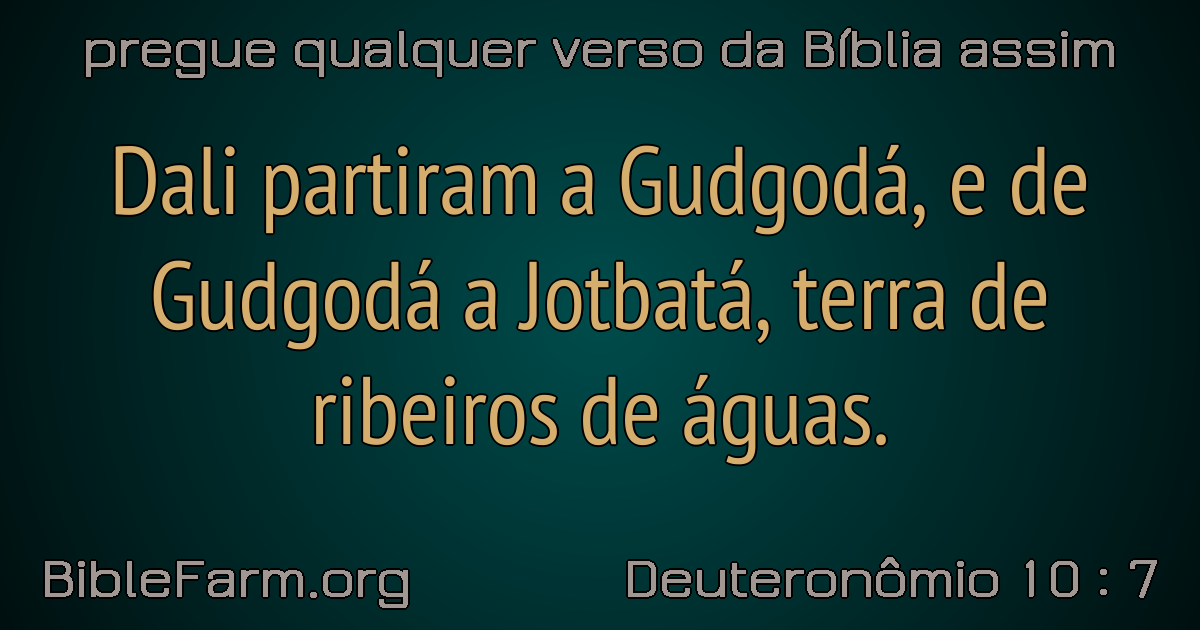 pregue qualquer verso da Bíblia assim
Dali partiram a Gudgodá, e de
Gudgodá a Jotbatá, terra de
ribeiros de águas.
BibleFarm.org
Deuteronômio 10 : 7